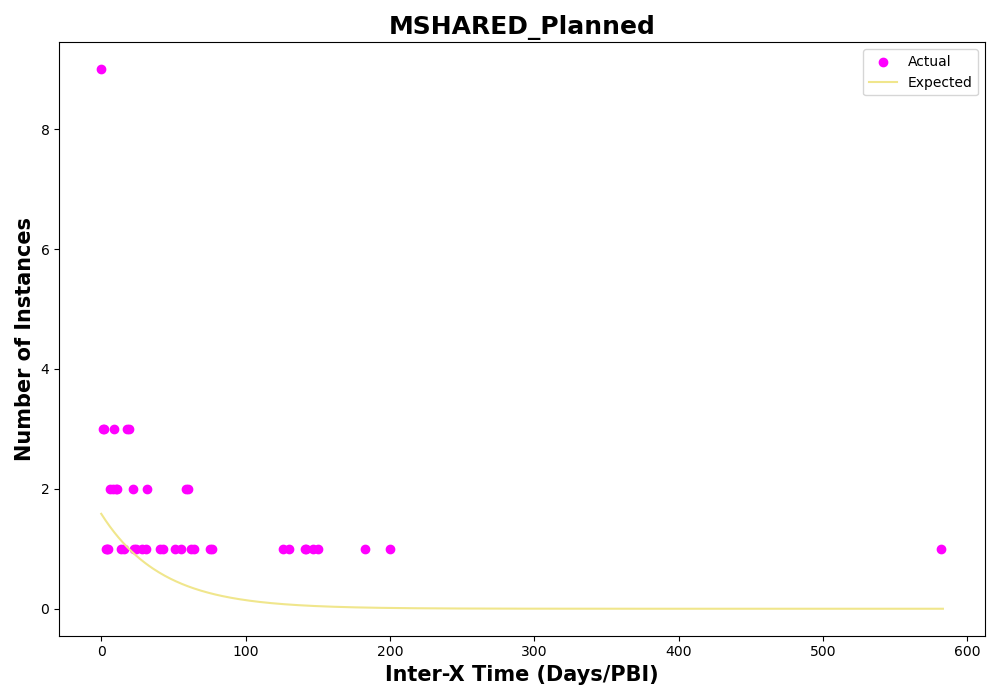 MSHARED_Planned
Actual
Expected
Number of Instances
8
6
4
2
0
0
100
200
300
400
500
600
Inter-X Time (Days/PBI)